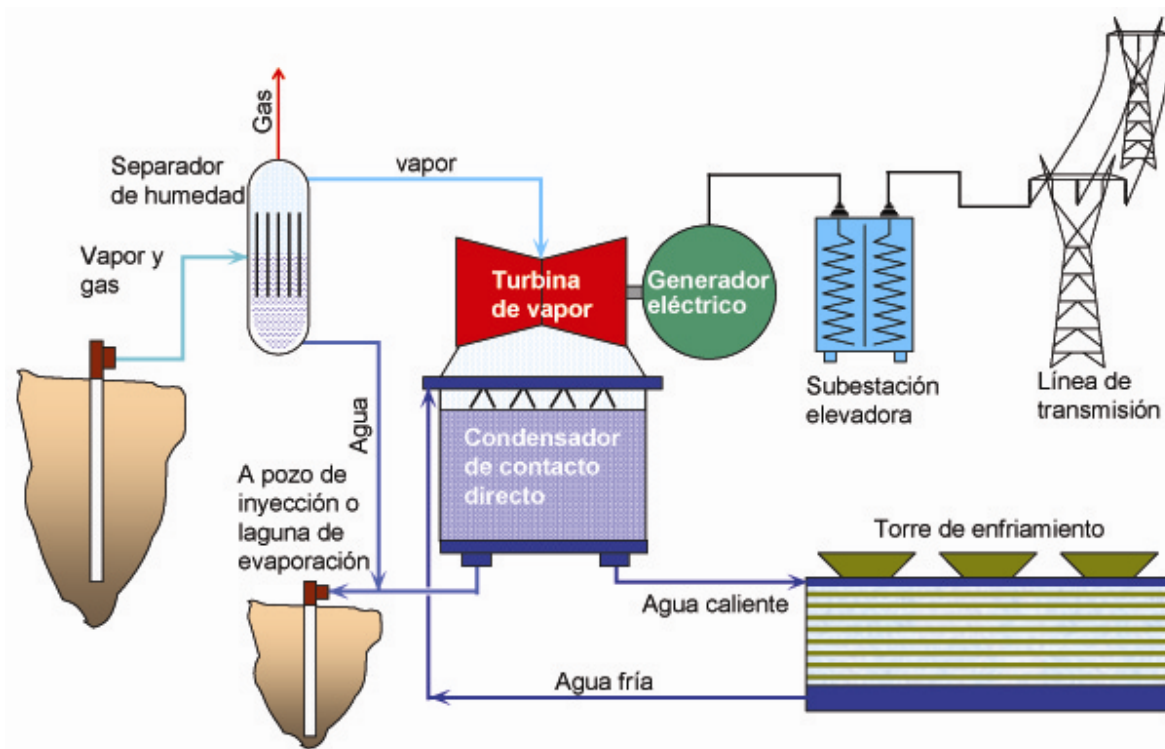 Gas
Separador
de humedad
vapor
Vapor y
gas
Turbina
de vapor
Generador
eléctrico
Subestación
elevadora
Línea de
transmisión
Agua
Condensador
de contacto
directo
A pozo de
inyección o
laguna de
evaporación
Torre de enfriamiento
Agua caliente
Agua fría